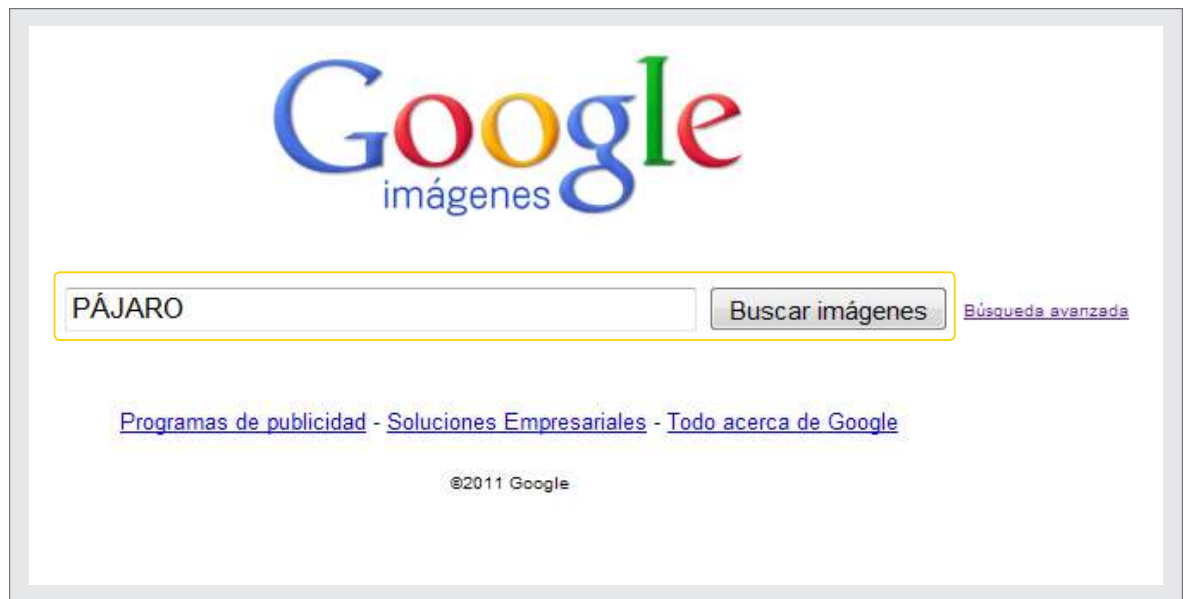 Google
imágenes
PÁJARO
Buscar imágenes
Búsqueda avanzada
Programas de publicidad - Soluciones Empresariales - Todo acerca de Google
©2011 Google